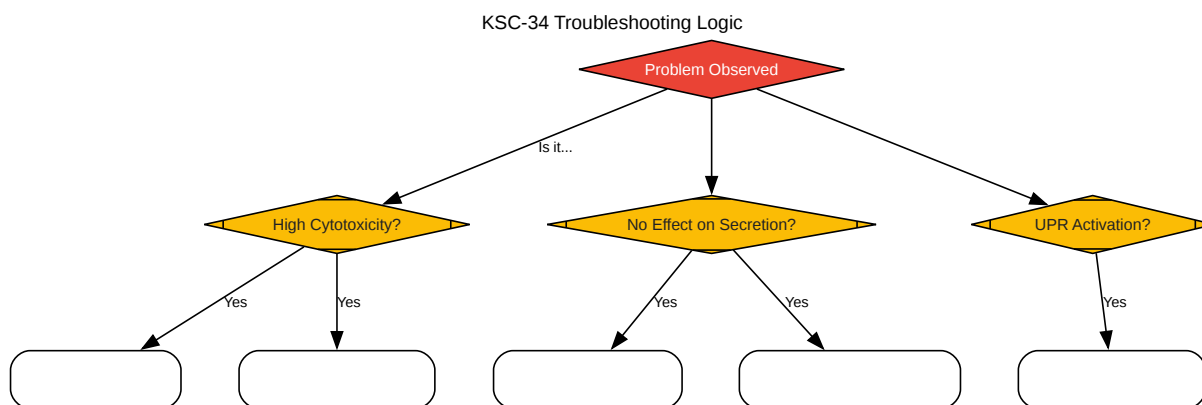 KSC-34 Troubleshooting Logic
Problem Observed
Is it...
High Cytotoxicity?
No Effect on Secretion?
UPR Activation?
Yes
Yes
Yes
Yes
Yes